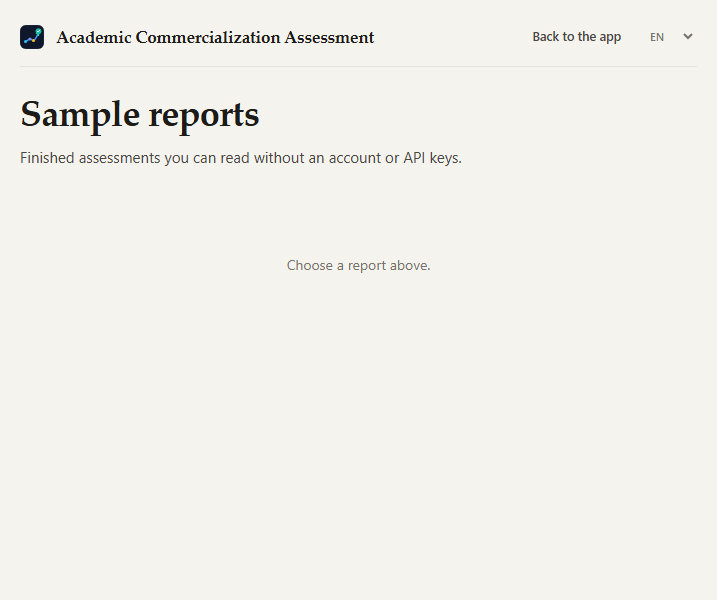 Academic Commercialization Assessment
Back to the app
EN
Sample reports
Finished assessments you can read without an account or API keys.
Choose a report above.